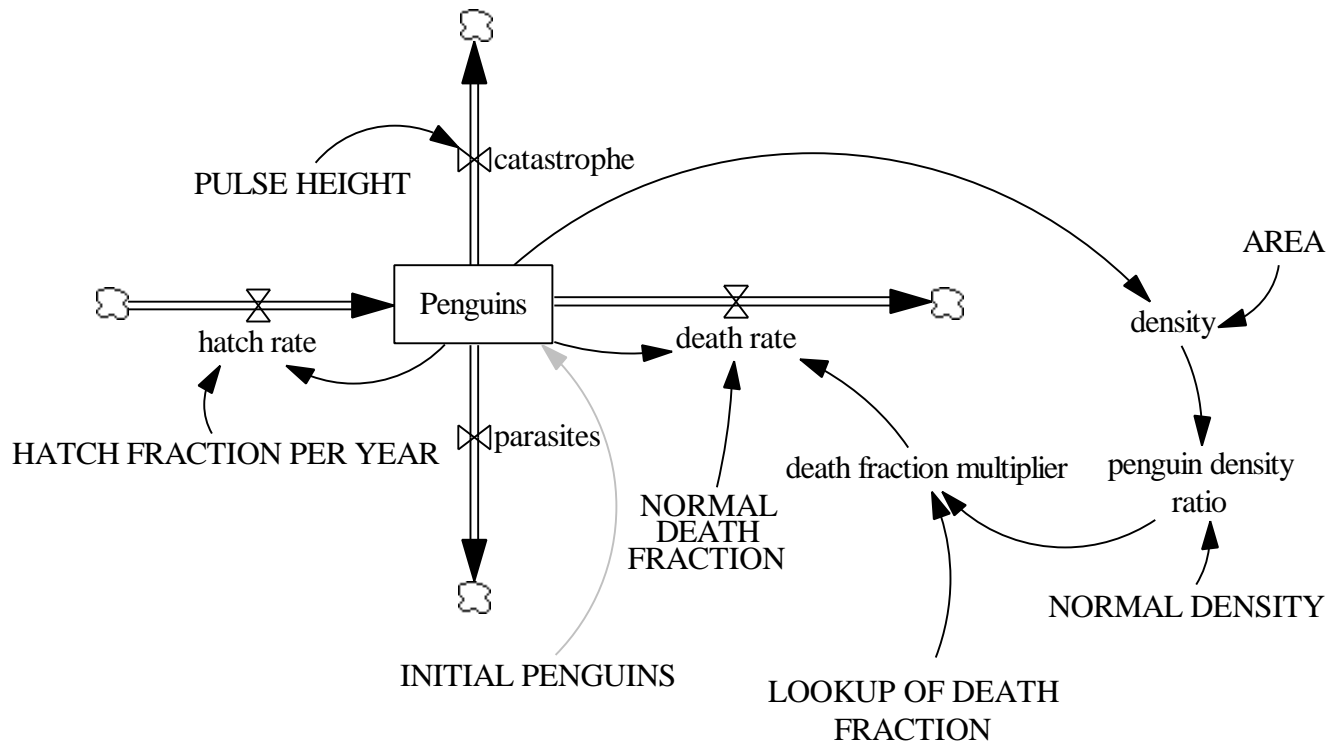 catastrophe
PULSE HEIGHT
AREA
Penguins
density
hatch rate
death rate
HATCH FRACTION PER YEAR
parasites
death fraction multiplier
penguin density
ratio
NORMAL
DEATH
FRACTION
NORMAL DENSITY
INITIAL PENGUINS
LOOKUP OF DEATH
FRACTION